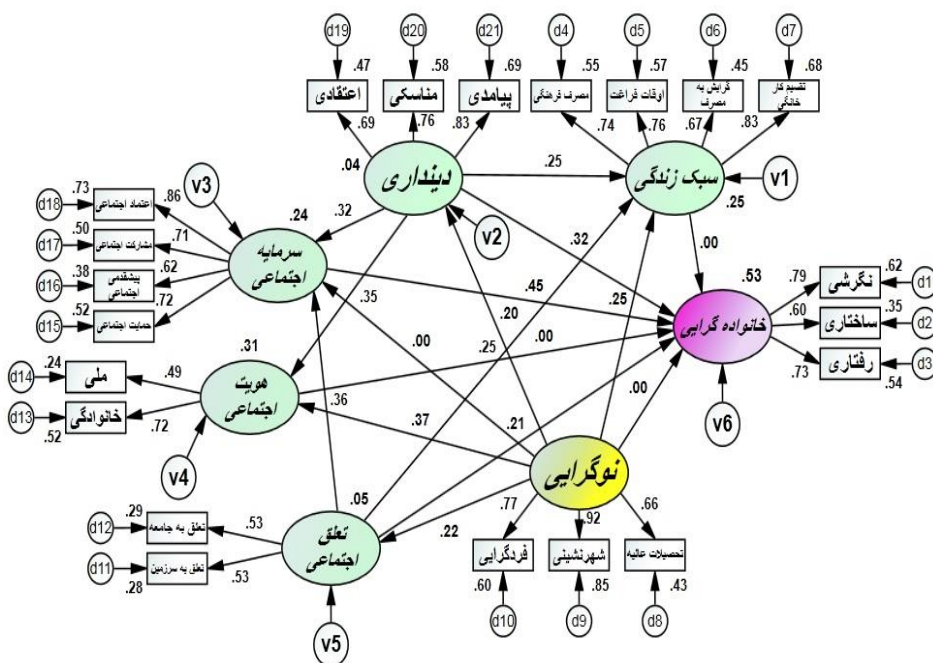 d19
d20
d21
d4
d5
d6
d7
.47
.58
.69
.55
.57
.45
.68
اعتقادی
مناسکی
پیامدی
مصرف فرهنگی
اوقات فراغت
گرایش به
مصرف
تقسیم کار
خانگی
.69
.76
.83
.74
.76
.67
.83
.04
دینداری
.25
سبک زندگی
.25
v1
v2
v3
.24
.32
سرمایه
اجتماعی
d18
.73
اعتماد اجتماعی
.86
d17
.50
مشارکت اجتماعی
.71
d16
.38
پیشقدمی
اجتماعی
.62
d15
.52
حمایت اجتماعی
.72
.32
.00
.45
.25
.35
.20
.00
.25
.00
.53
خانواده گرایی
.79
نگرشی
.62
d1
.60
ساختاری
.35
d2
.73
رفتاری
.54
d3
v6
.31
هویت
اجتماعی
d14
.24
ملی
.49
d13
.52
خانوادگی
.72
v4
.36
.37
.21
.00
نوگرایی
.05
تعلق
اجتماعی
.22
d12
.29
تعلق به جامعه
.53
d11
.28
تعلق به سرزمین
.53
v5
.77
.92
.66
فردگرایی
شهرنشینی
تحصیلات عالیه
.60
.85
.43
d10
d9
d8